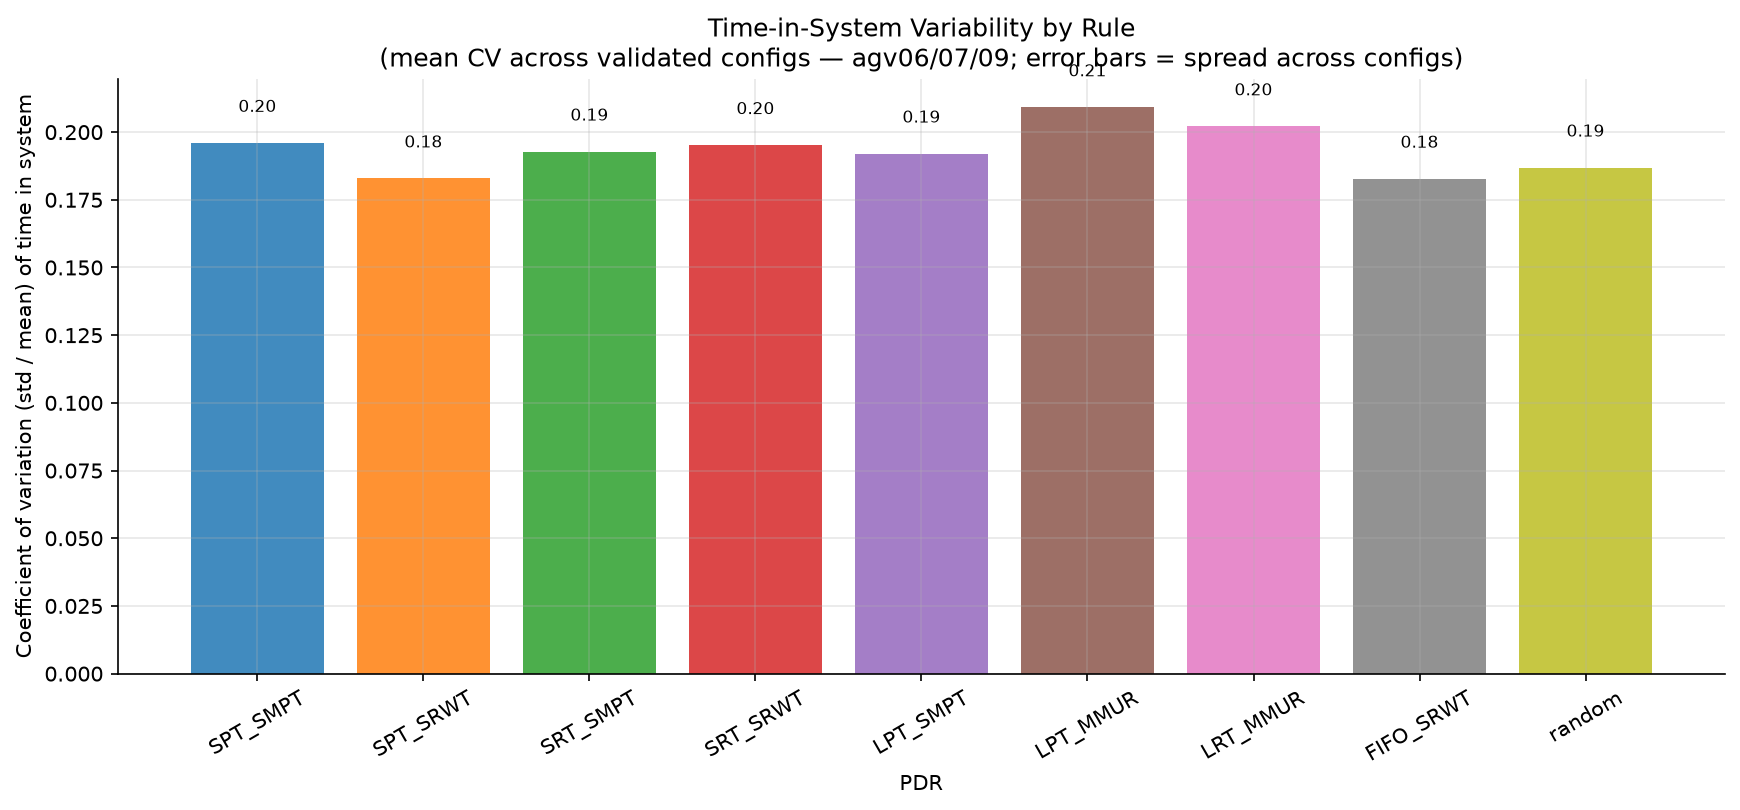 Time-in-System Variability by Rule
(mean CV across validated configs — agv06/07/09; error bars = spread across configs)
Coefficient of variation (std / mean) of time in system
0.200
0.175
0.150
0.125
0.100
0.075
0.050
0.025
0.000
0.20
0.18
0.19
0.20
0.19
0.21
0.20
0.18
0.19
SPT_SMPT
SPT_SRWT
SRT_SMPT
SRT_SRWT
LPT_SMPT
LPT_MMUR
LRT_MMUR
FIFO_SRWT
random
PDR